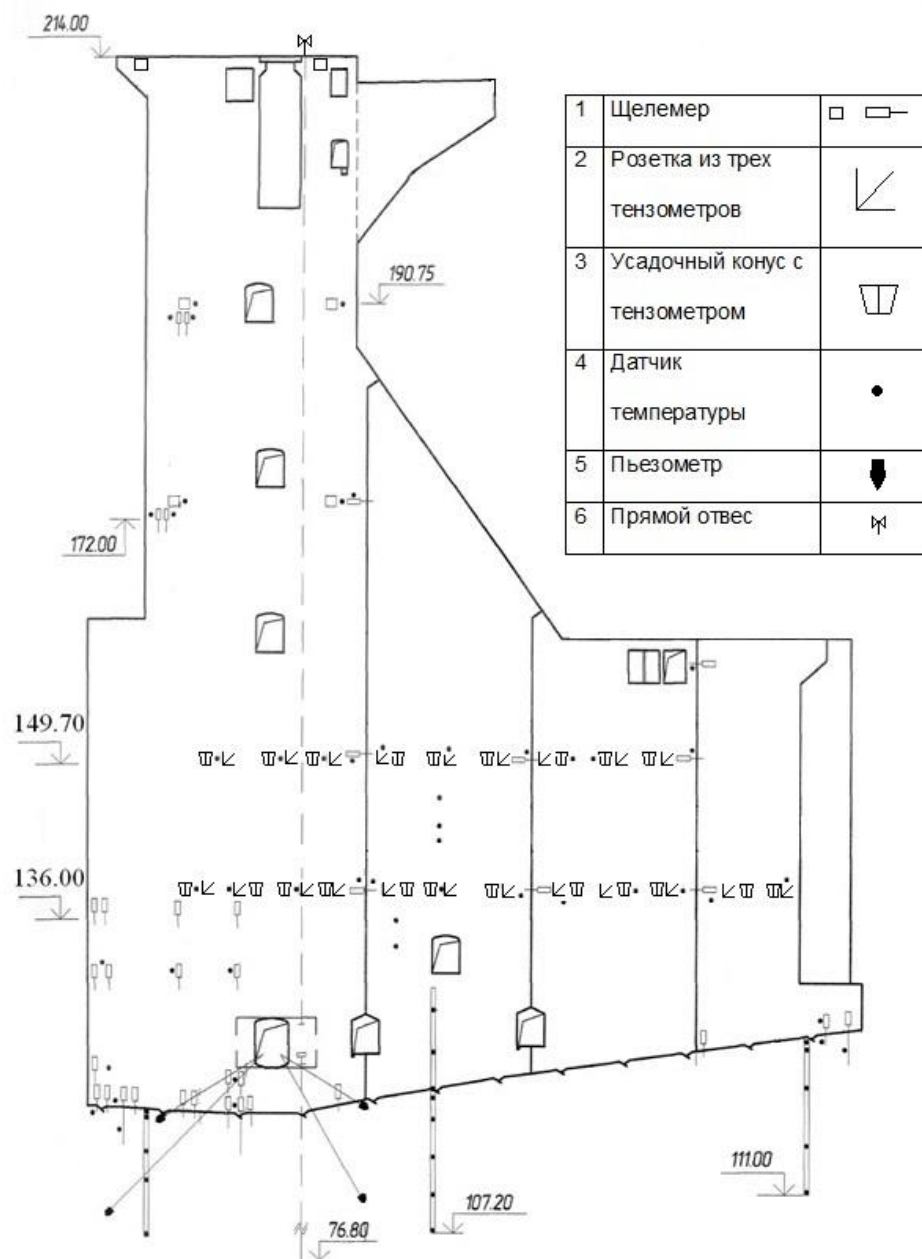 214.00
1 Щелемер
2 Розетка из трех
тензометров
3 Усадочный конус с
тензометром
4 Датчик
температуры
5 Пьезометр
6 Прямой отвес
190.75
172.00
149.70
136.00
111.00
107.20
76.80